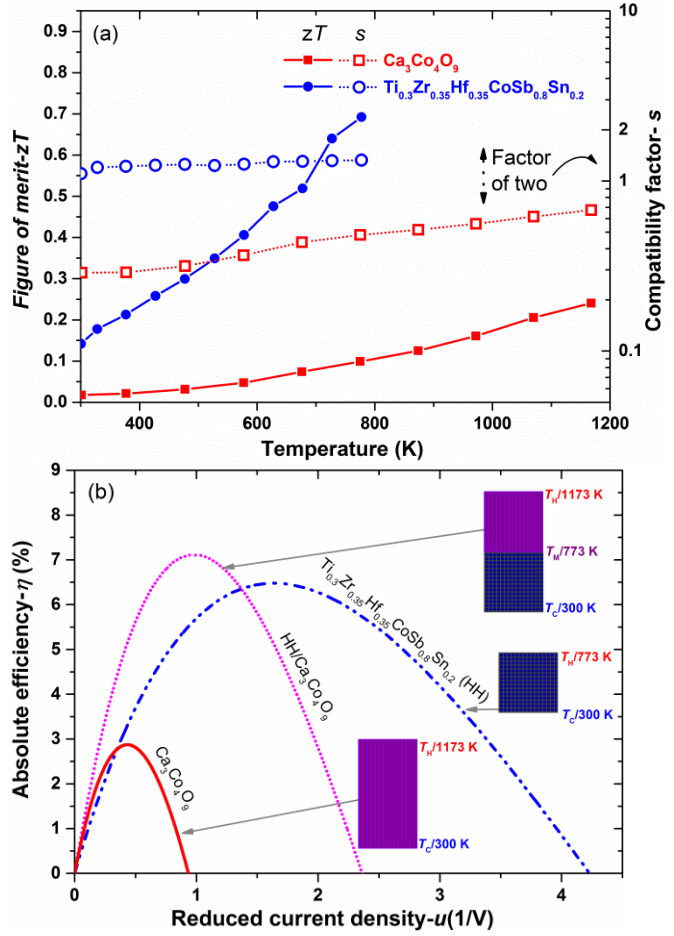 (a)
zT s
Ca3Co4O9
Ti0.3Zr0.35Hf0.35CoSb0.8Sn0.2
Factor
of two
Figure of merit-zT
0.9
0.8
0.7
0.6
0.5
0.4
0.3
0.2
0.1
0.0
10
2
1
0.1
Compatibility factor- s
400 600 800 1000 1200
Temperature (K)
(b)
Absolute efficiency-η (%)
9
8
7
6
5
4
3
2
1
0
TH/1173 K
TM/773 K
TC/300 K
Ti0.3Zr0.35Hf0.35CoSb0.8Sn0.2 (HH)
TH/773 K
TC/300 K
HH/Ca3Co4O9
Ca3Co4O9
TH/1173 K
TC/300 K
0 1 2 3 4
Reduced current density-u(1/V)